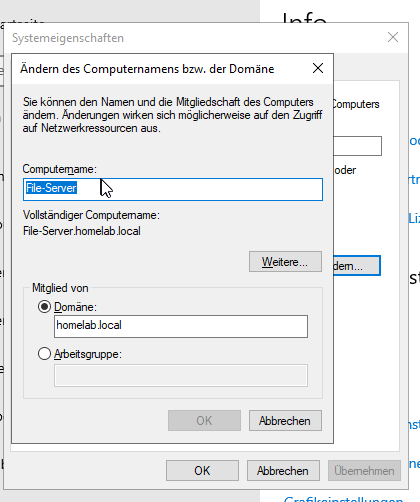 Info
Systemeigenschaften
Ändern des Computernamens bzw. der Domäne
Sie können den Namen und die Mitgliedschaft des Computers
ändern. Änderungen wirken sich möglicherweise auf den Zugriff
auf Netzwerkressourcen aus.
Computers
oder
Computername:
File-Server
Vollständiger Computername:
File-Server.homelab.local
Weitere...
dern...
Mitglied von
Domäne:
homelab.local
Arbeitsgruppe:
OK
Abbrechen
OK
Abbrechen
Übernehmen
Grafikeinstellungen